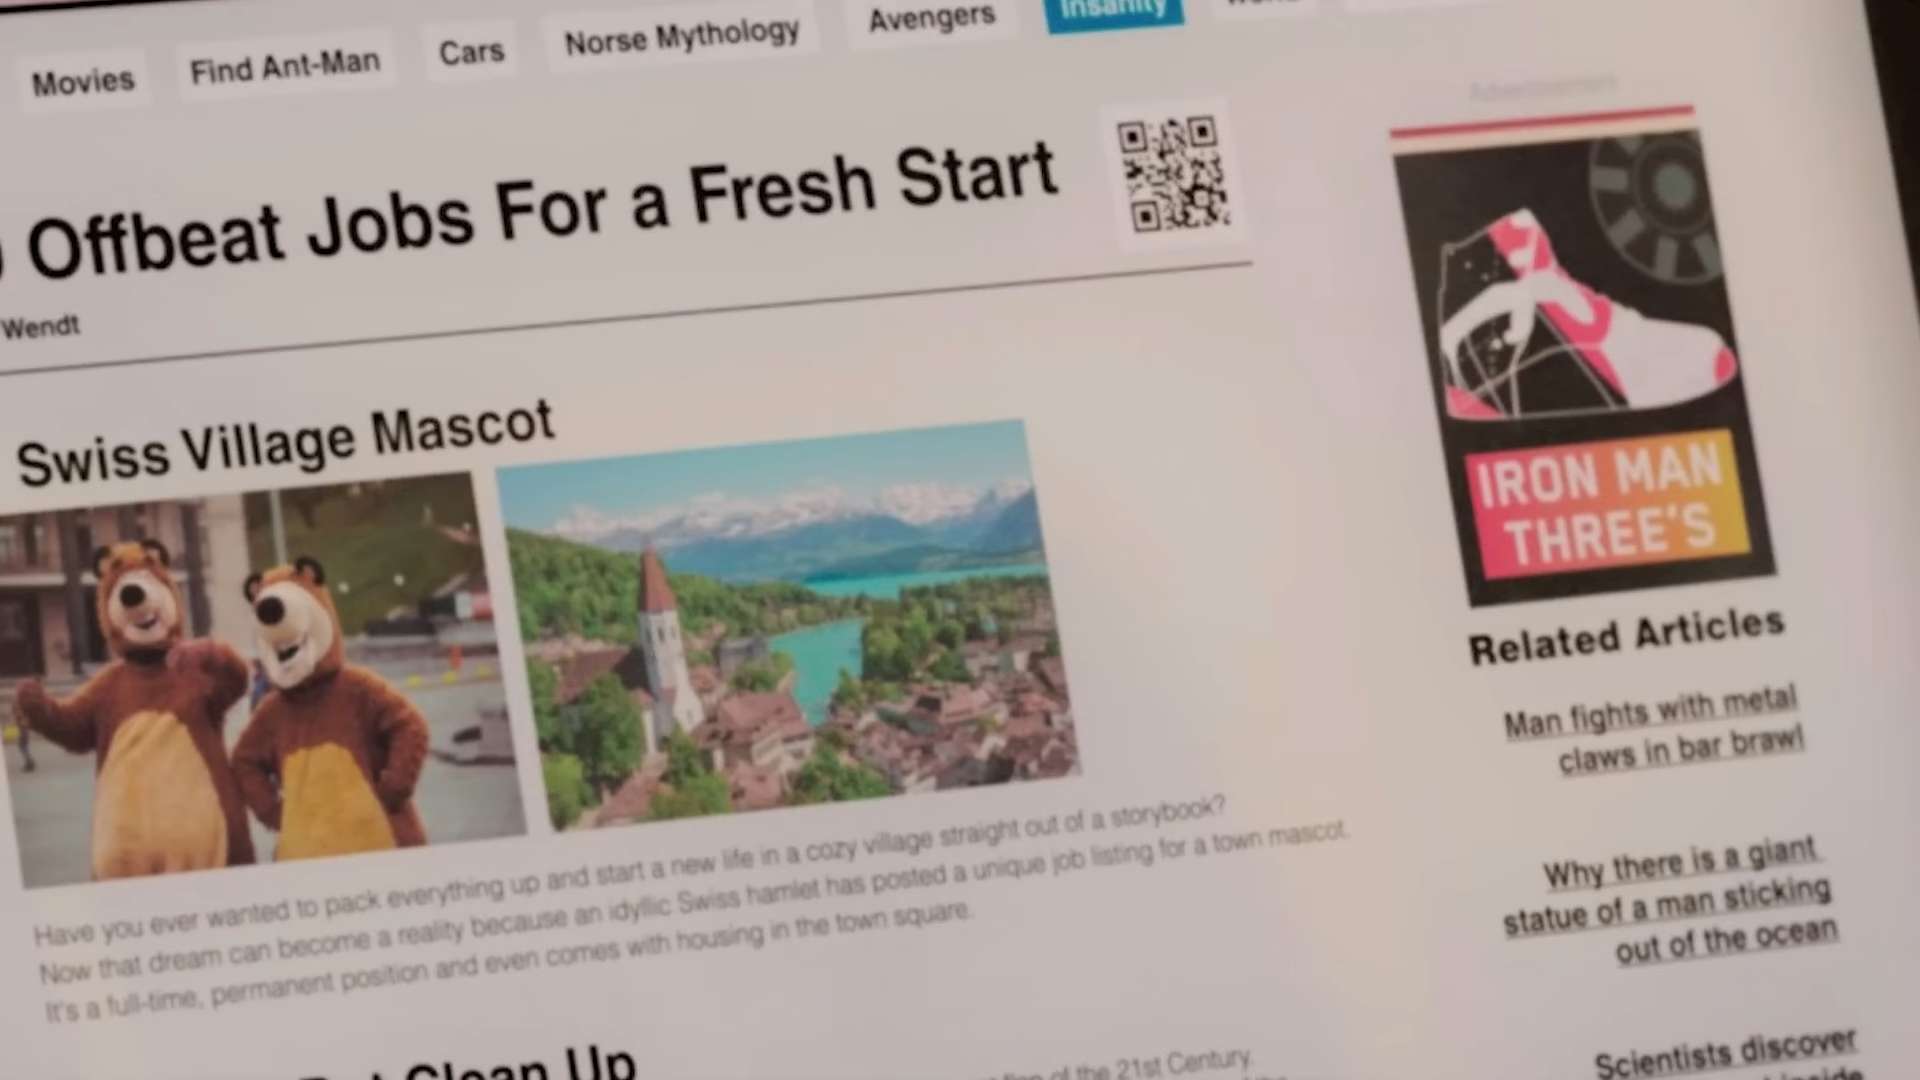 Movies
Find Ant-Man
Cars
Norse Mythology
Avengers
Insanity
Offbeat Jobs For a Fresh Start
Wendt
Advertisement
Swiss Village Mascot
Have you ever wanted to pack everything up and start a new life in a cozy village straight out of a storybook?
Now that dream can become a reality because an idyllic Swiss hamlet has posted a unique job listing for a town mascot.
It's a full-time, permanent position and even comes with housing in the town square.
IRON MAN
THREE'S
Related Articles
Man fights with metal
claws in bar brawl
Why there is a giant
statue of a man sticking
out of the ocean
Scientists discover
Clean Up
of the 21st Century.